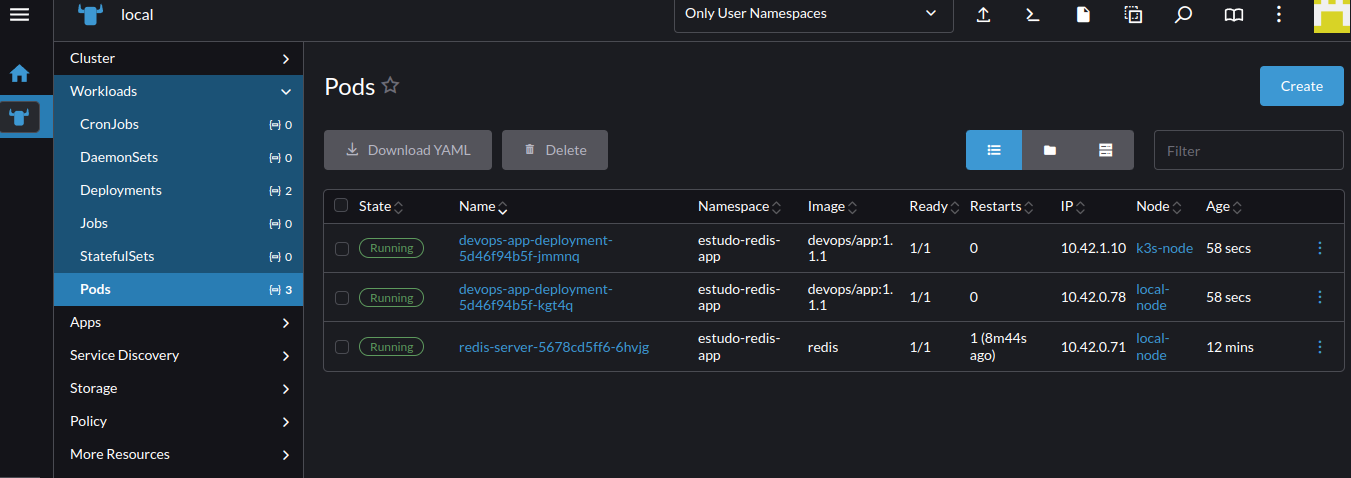 local
Only User Namespaces
Cluster
Workloads
CronJobs 0
DaemonSets 0
Deployments 2
Jobs 0
StatefulSets 0
Pods 3
Apps
Service Discovery
Storage
Policy
More Resources
Pods
Create
Download YAML
Delete
Filter
State Name Namespace Image Ready Restarts IP Node Age
Running
devops-app-deployment-
5d46f94b5f-jmmnq
estudo-redis-
app
devops/app:1.
1.1
1/1
0
10.42.1.10
k3s-node
58 secs
Running
devops-app-deployment-
5d46f94b5f-kgt4q
estudo-redis-
app
devops/app:1.
1.1
1/1
0
10.42.0.78
local-
node
58 secs
Running
redis-server-5678cd5ff6-6hvjg
estudo-redis-
app
redis
1/1
1 (8m44s
ago)
10.42.0.71
local-
node
12 mins